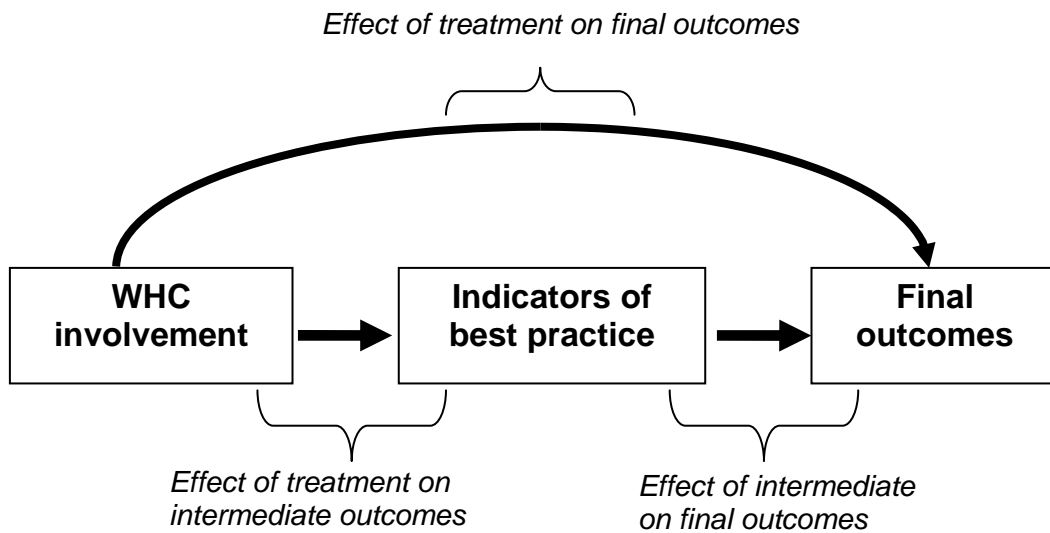 Effect of treatment on final outcomes
WHC
involvement
Indicators of
best practice
Final
outcomes
Effect of treatment on
intermediate outcomes
Effect of intermediate
on final outcomes